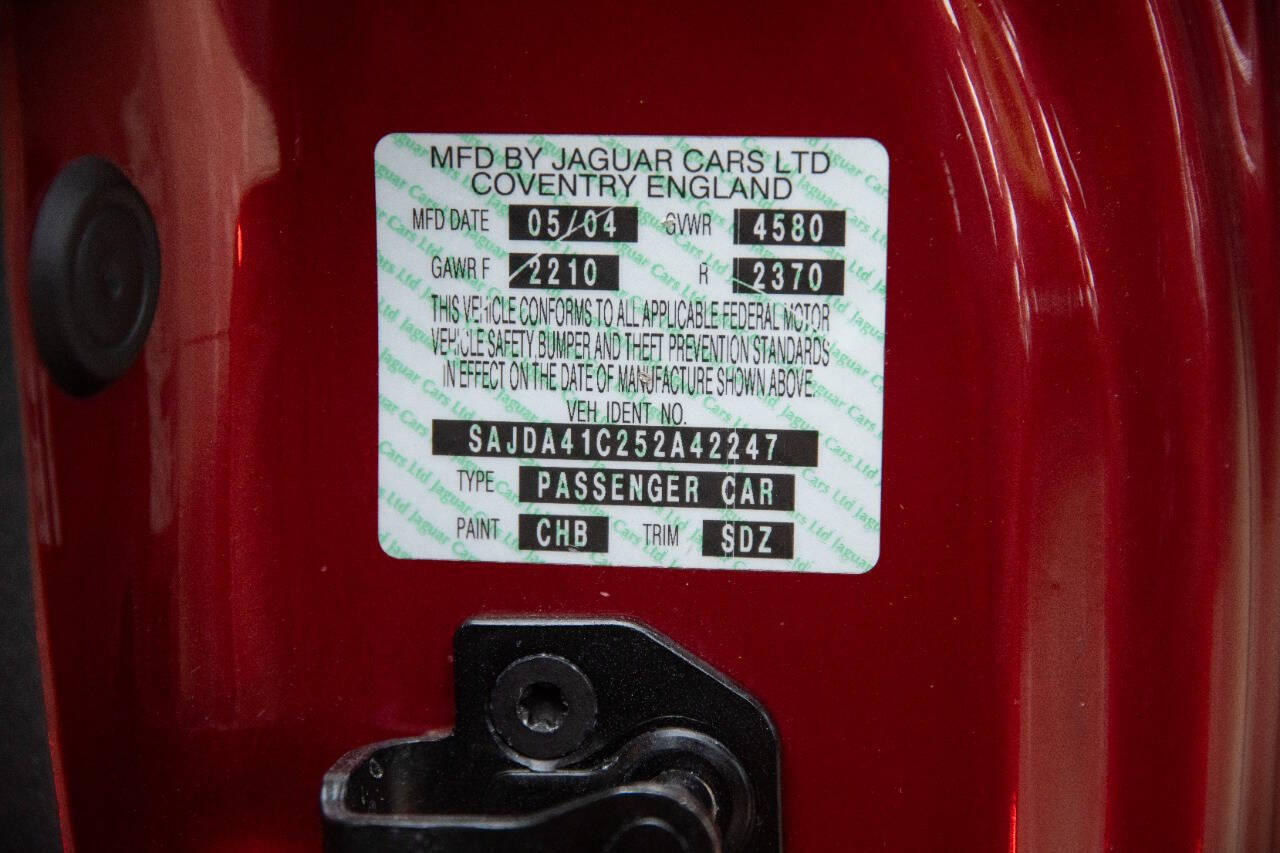 MFD BY JAGUAR CARS LTD
COVENTRY ENGLAND
MFD DATE 05/04 GVWR 4580
GAWR F 2210 R 2370
THIS VEHICLE CONFORMS TO ALL APPLICABLE FEDERAL MOTOR
VEHICLE SAFETY BUMPER AND THEFT PREVENTION STANDARDS
IN EFFECT ON THE DATE OF MANUFACTURE SHOWN ABOVE.
VEH IDENT NO.
SAJDA41C252A42247
TYPE PASSENGER CAR
PAINT CHB TRIM SDZ